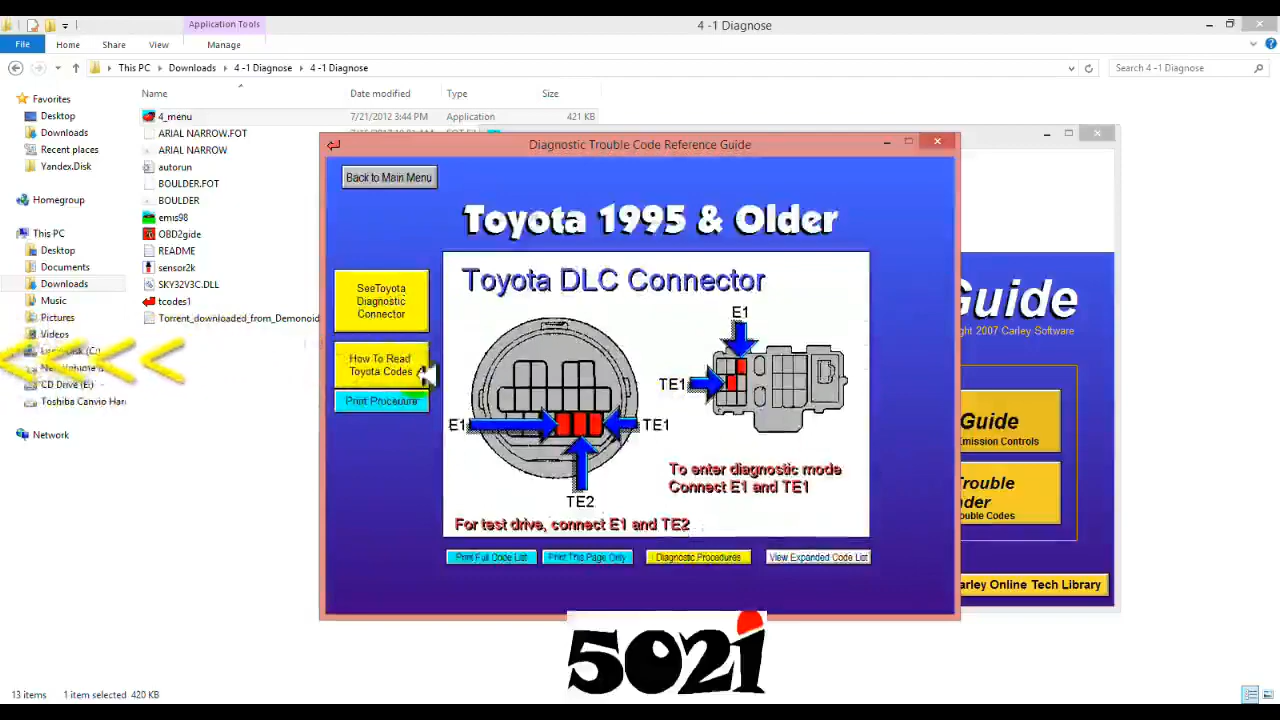 Application Tools
4 -1 Diagnose
File
Home
Share
View
Manage
This PC
Downloads
4 -1 Diagnose
4 -1 Diagnose
Search 4 -1 Diagnose
Favorites
Desktop
Downloads
Recent places
Yandex.Disk
Homegroup
This PC
Desktop
Documents
Downloads
Music
Pictures
Videos
(C:)
CD Drive (E:)
Toshiba Canvio Hard
Network
Name
Date modified
Type
Size
4_menu
7/21/2012 3:44 PM
Application
421 KB
ARIAL NARROW.FOT
ARIAL NARROW
autorun
BOULDER.FOT
BOULDER
emis98
OBD2gide
README
sensor2k
SKY32V3C.DLL
tcodes1
Torrent_downloaded_from_Demonoid
Diagnostic Trouble Code Reference Guide
Back to Main Menu
Toyota 1995 & Older
SeeToyota
Diagnostic
Connector
How To Read
Toyota Codes
Print Procedure
Toyota DLC Connector
E1
TE1
E1
TE1
TE2
To enter diagnostic mode
Connect E1 and TE1
For test drive, connect E1 and TE2
Print Full Code List
Print This Page Only
Diagnostic Procedures
View Expanded Code List
Guide
ght 2007 Carley Software
Guide
Emission Controls
Trouble
der
ouble Codes
arley Online Tech Library
502i
13 items
1 item selected 420 KB